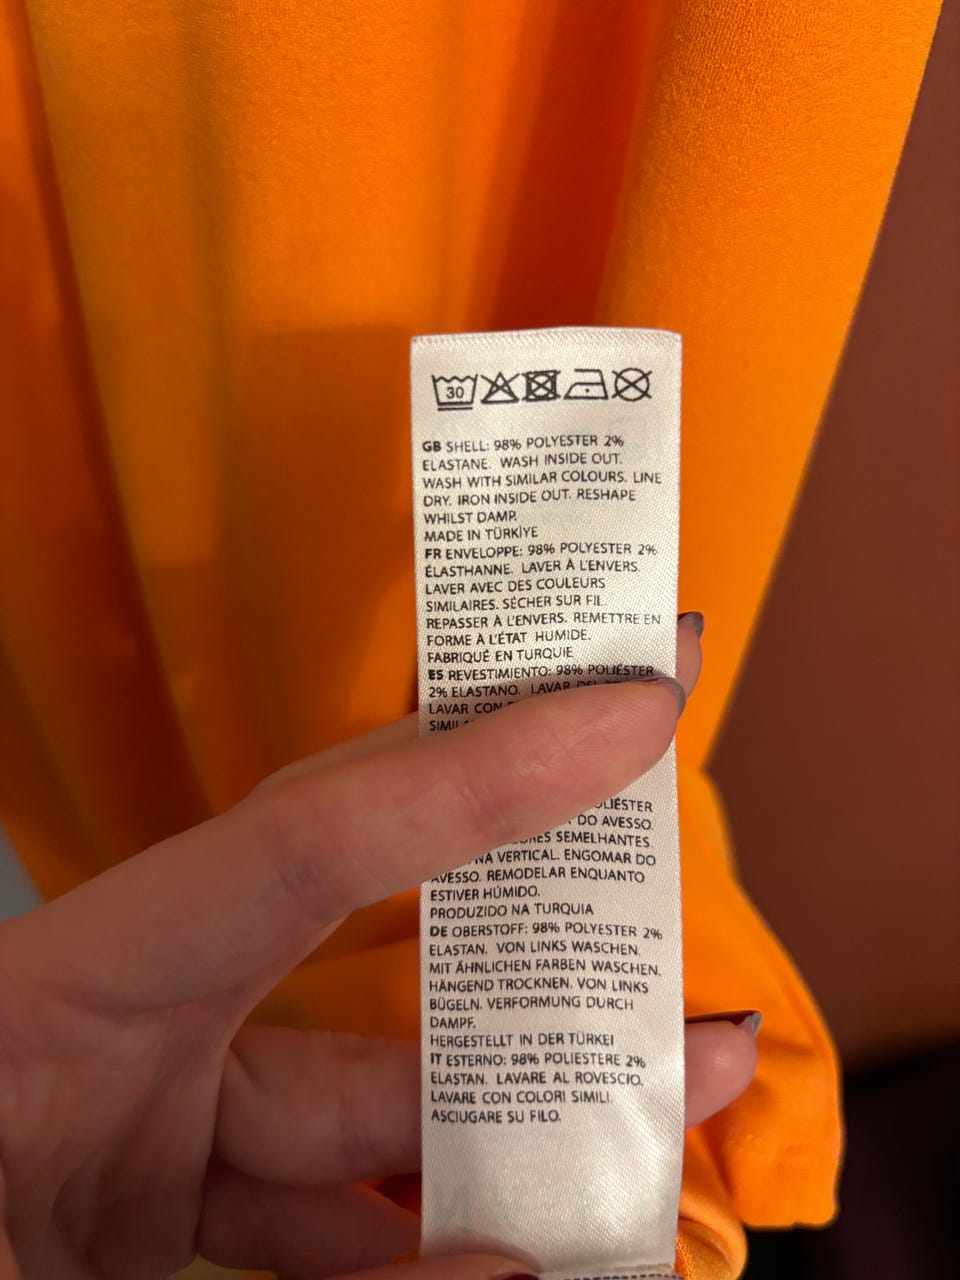 30
GB SHELL: 98% POLYESTER 2%
ELASTANE. WASH INSIDE OUT.
WASH WITH SIMILAR COLOURS. LINE
DRY. IRON INSIDE OUT. RESHAPE
WHILST DAMP.
MADE IN TÜRKİYE
FR ENVELOPPE: 98% POLYESTER 2%
ÉLASTHANNE. LAVER À L'ENVERS.
LAVER AVEC DES COULEURS
SIMILAIRES. SÉCHER SUR FIL.
REPASSER À L'ENVERS. REMETTRE EN
FORME À L'ÉTAT HUMIDE.
FABRIQUÉ EN TURQUIE
ES REVESTIMIENTO: 98% POLIÉSTER
2% ELASTANO. LAVAR DEL
LAVAR CON
DO AVESSO.
SEMELHANTES.
NA VERTICAL. ENGOMAR DO
AVESSO. REMODELAR ENQUANTO
ESTIVER HÚMIDO.
PRODUZIDO NA TURQUIA
DE OBERSTOFF: 98% POLYESTER 2%
ELASTAN. VON LINKS WASCHEN.
MIT ÄHNLICHEN FARBEN WASCHEN.
HÄNGEND TROCKNEN. VON LINKS
BÜGELN. VERFORMUNG DURCH
DAMPF.
HERGESTELLT IN DER TÜRKEI
IT ESTERNO: 98% POLIESTERE 2%
ELASTAN. LAVARE AL ROVESCIO.
LAVARE CON COLORI SIMILI.
ASCIUGARE SU FILO.